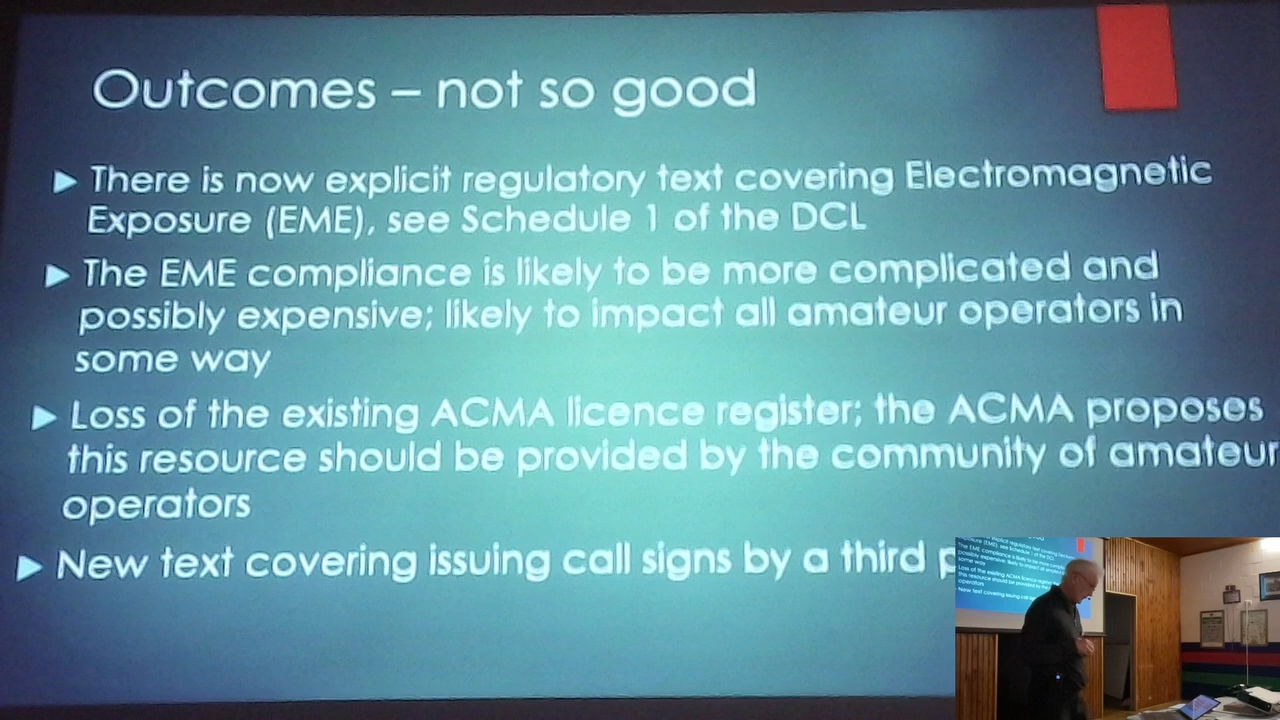 Outcomes – not so good
▶ There is now explicit regulatory text covering Electromagnetic
Exposure (EME), see Schedule 1 of the DCL
▶ The EME compliance is likely to be more complicated and
possibly expensive; likely to impact all amateur operators in
some way
▶ Loss of the existing ACMA licence register; the ACMA proposes
this resource should be provided by the community of amateur
operators
▶ New text covering issuing call signs by a third